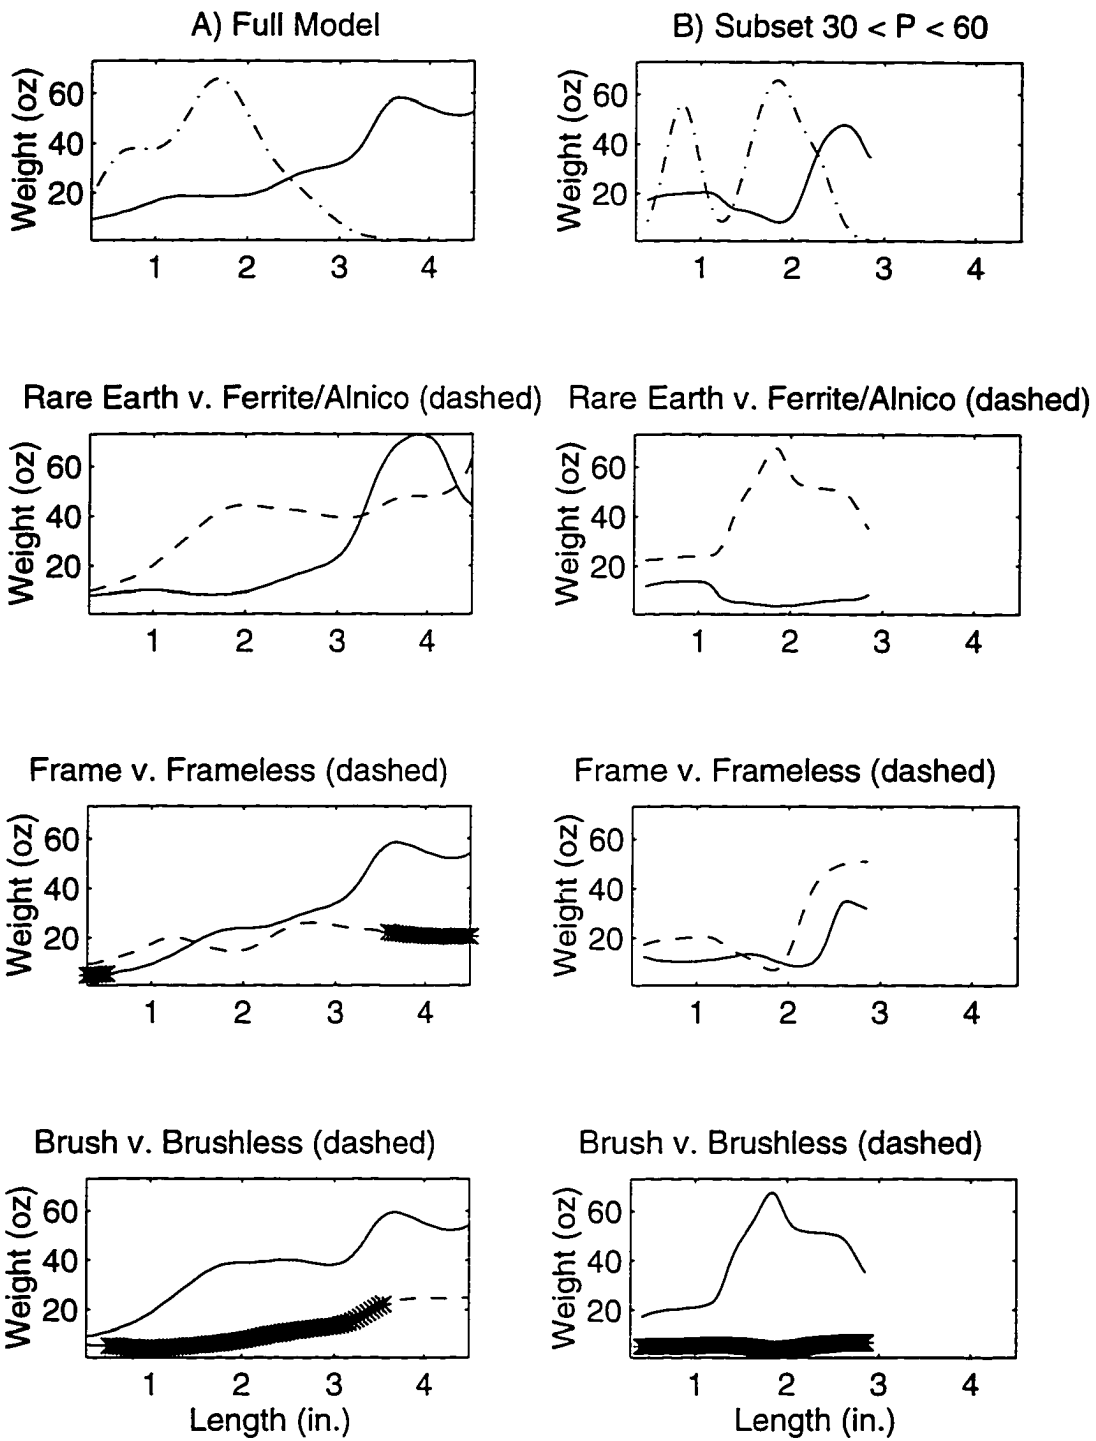 A) Full Model
B) Subset 30 < P < 60
Weight (oz)
60
40
20
1 2 3 4
Weight (oz)
60
40
20
1 2 3 4
Rare Earth v. Ferrite/Alnico (dashed)
Rare Earth v. Ferrite/Alnico (dashed)
Weight (oz)
60
40
20
1 2 3 4
Weight (oz)
60
40
20
1 2 3 4
Frame v. Frameless (dashed)
Frame v. Frameless (dashed)
Weight (oz)
60
40
20
1 2 3 4
Weight (oz)
60
40
20
1 2 3 4
Brush v. Brushless (dashed)
Brush v. Brushless (dashed)
Weight (oz)
60
40
20
1 2 3 4
Length (in.)
Weight (oz)
60
40
20
1 2 3 4
Length (in.)